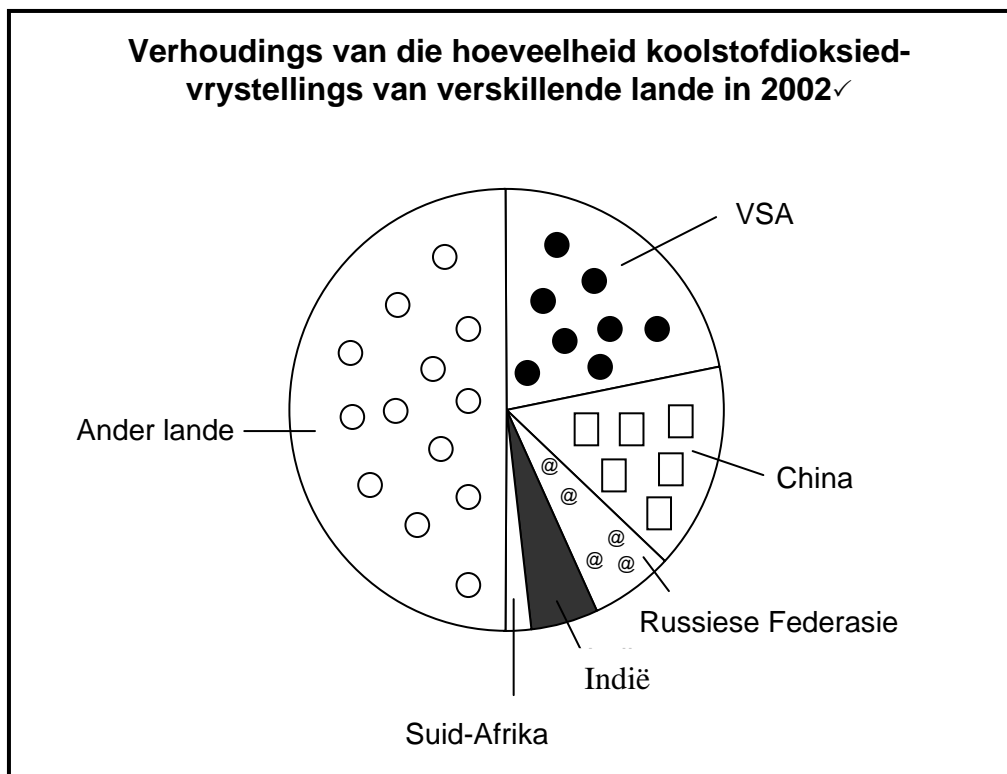 Verhoudings van die hoeveelheid koolstofdioksied-
vrystellings van verskillende lande in 2002✓
VSA
Ander lande
China
@
@
@
@ @
Russiese Federasie
Indië
Suid-Afrika